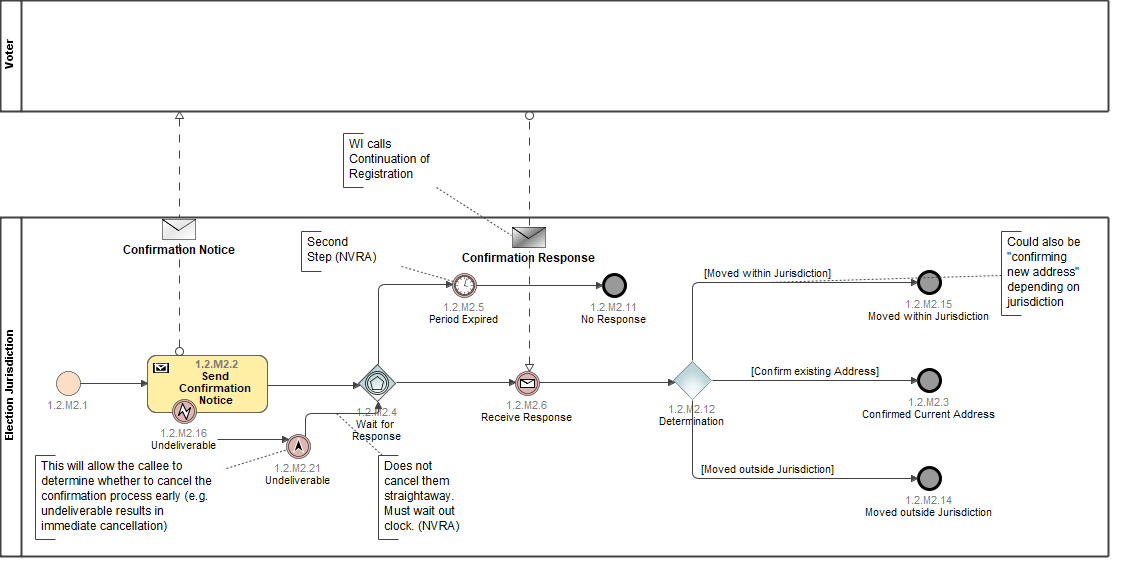 Voter
WI calls
Continuation of
Registration
Election Jurisdiction
Confirmation Notice
Second
Step (NVRA)
Confirmation Response
Could also be
"confirming
new address"
depending on
jurisdiction
1.2.M2.5
Period Expired
1.2.M2.11
No Response
[Moved within Jurisdiction]
1.2.M2.15
Moved within Jurisdiction
1.2.M2.1
1.2.M2.2
Send
Confirmation
Notice
1.2.M2.16
Undeliverable
1.2.M2.4
Wait for
Response
1.2.M2.6
Receive Response
1.2.M2.12
Determination
[Confirm existing Address]
1.2.M2.3
Confirmed Current Address
1.2.M2.21
Undeliverable
This will allow the callee to
determine whether to cancel the
confirmation process early (e.g.
undeliverable results in
immediate cancellation)
Does not
cancel them
straightaway.
Must wait out
clock. (NVRA)
[Moved outside Jurisdiction]
1.2.M2.14
Moved outside Jurisdiction